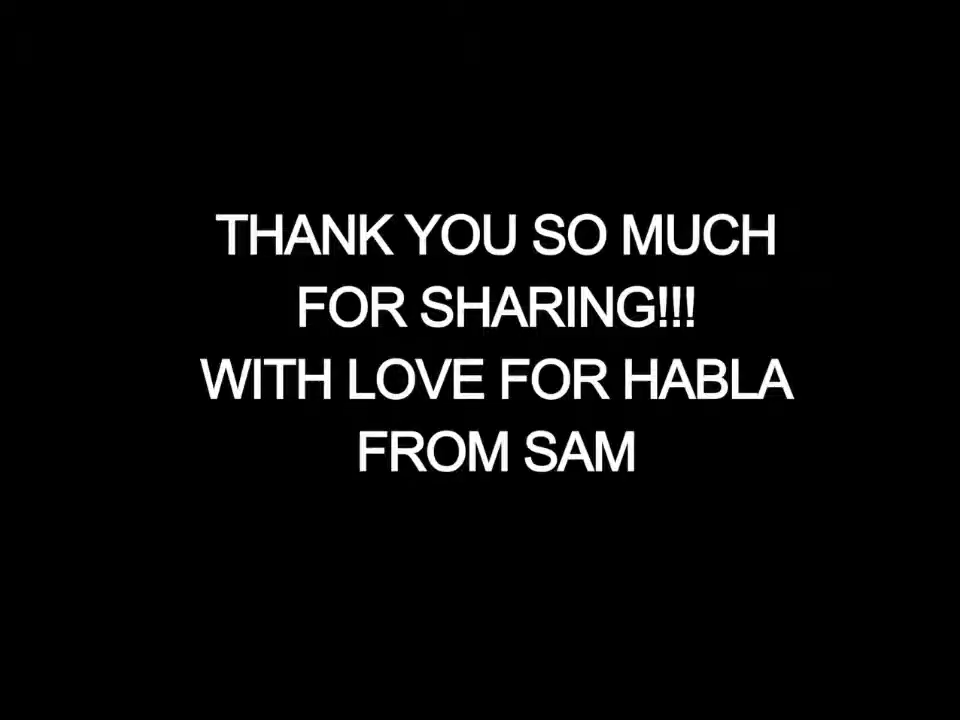 THANK YOU SO MUCH
FOR SHARING!!!
WITH LOVE FOR HABLA
FROM SAM